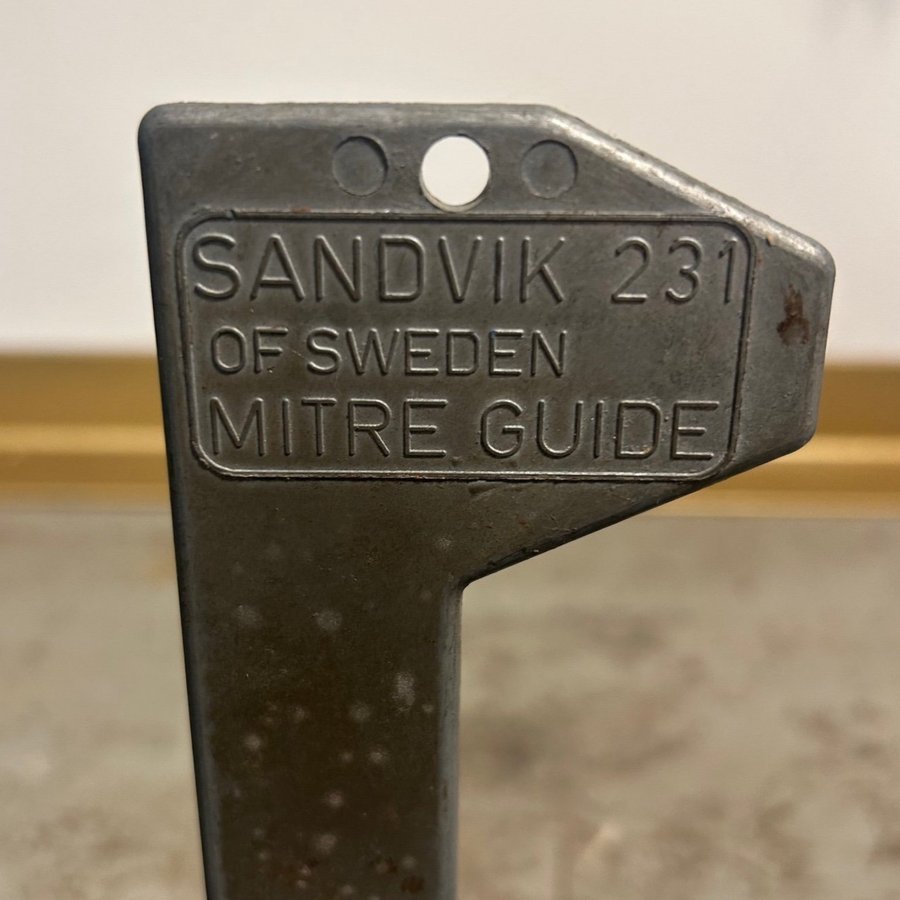 SANDVIK 231
OF SWEDEN
MITRE GUIDE